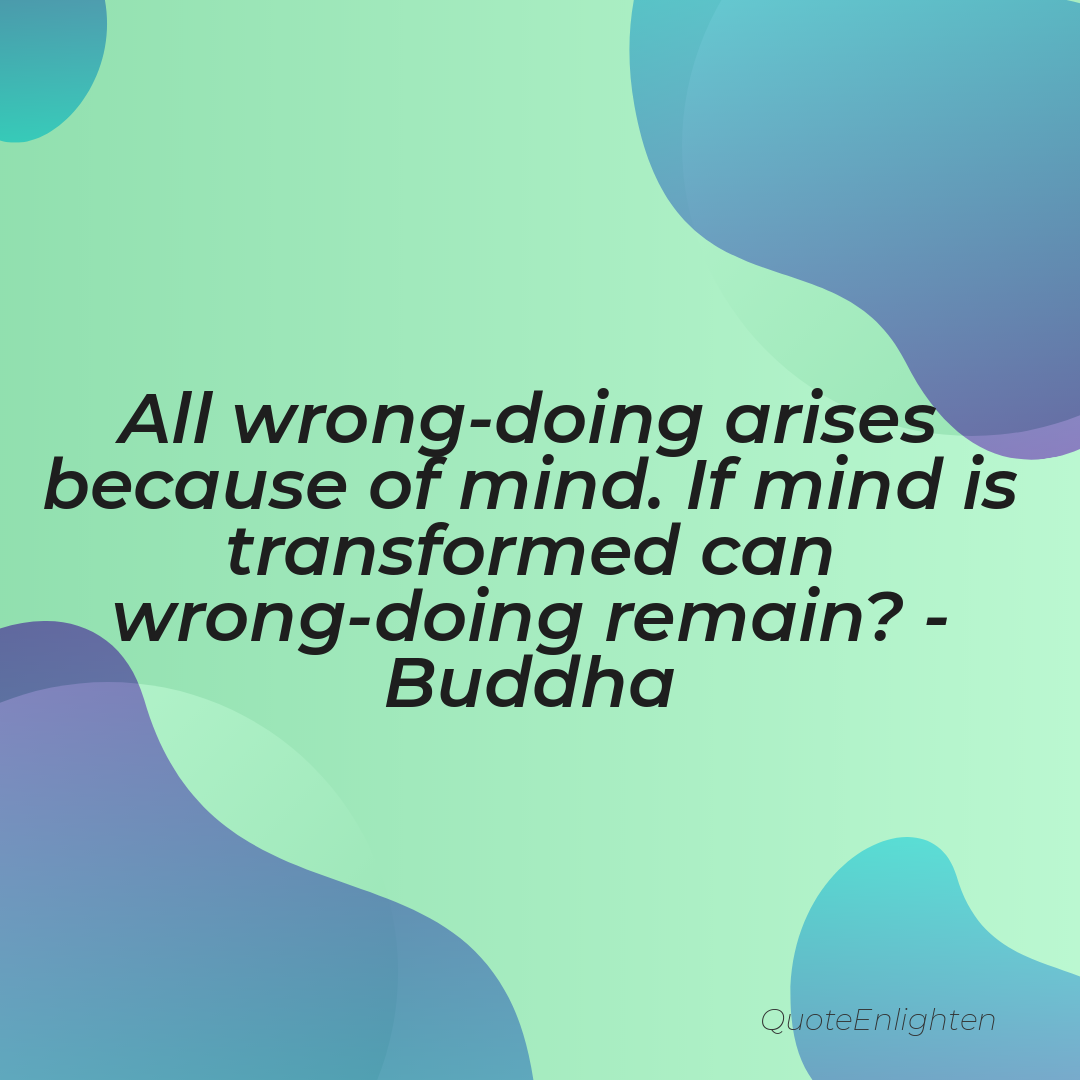 All wrong-doing arises
because of mind. If mind is
transformed can
wrong-doing remain? -
Buddha
QuoteEnlighten